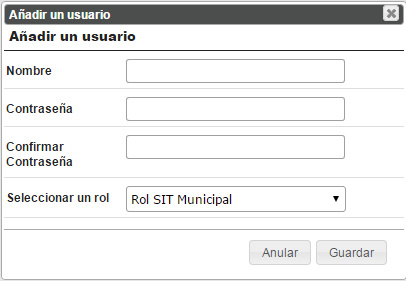 Añadir un usuario
Añadir un usuario
Nombre
Contraseña
Confirmar
Contraseña
Seleccionar un rol
Rol SIT Municipal
Anular Guardar